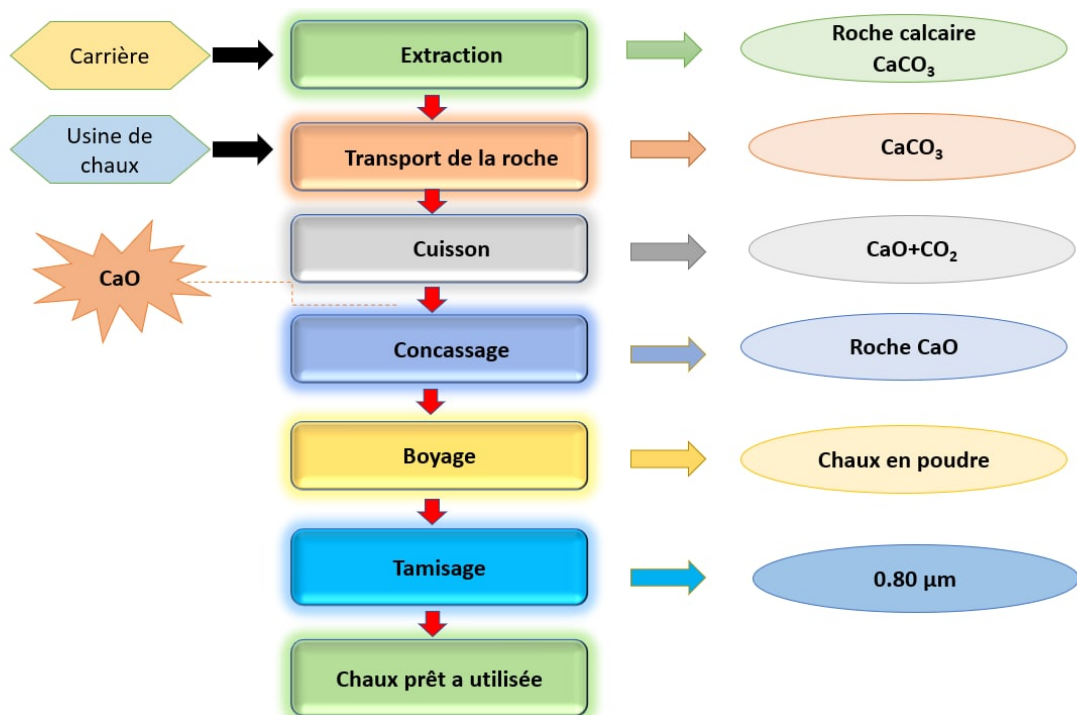 Carrière
Extraction
Roche calcaire
CaCO₃
Usine de
chaux
Transport de la roche
CaCO₃
CaO
Cuisson
CaO+CO₂
Concassage
Roche CaO
Boyage
Chaux en poudre
Tamisage
0.80 µm
Chaux prêt a utilisée